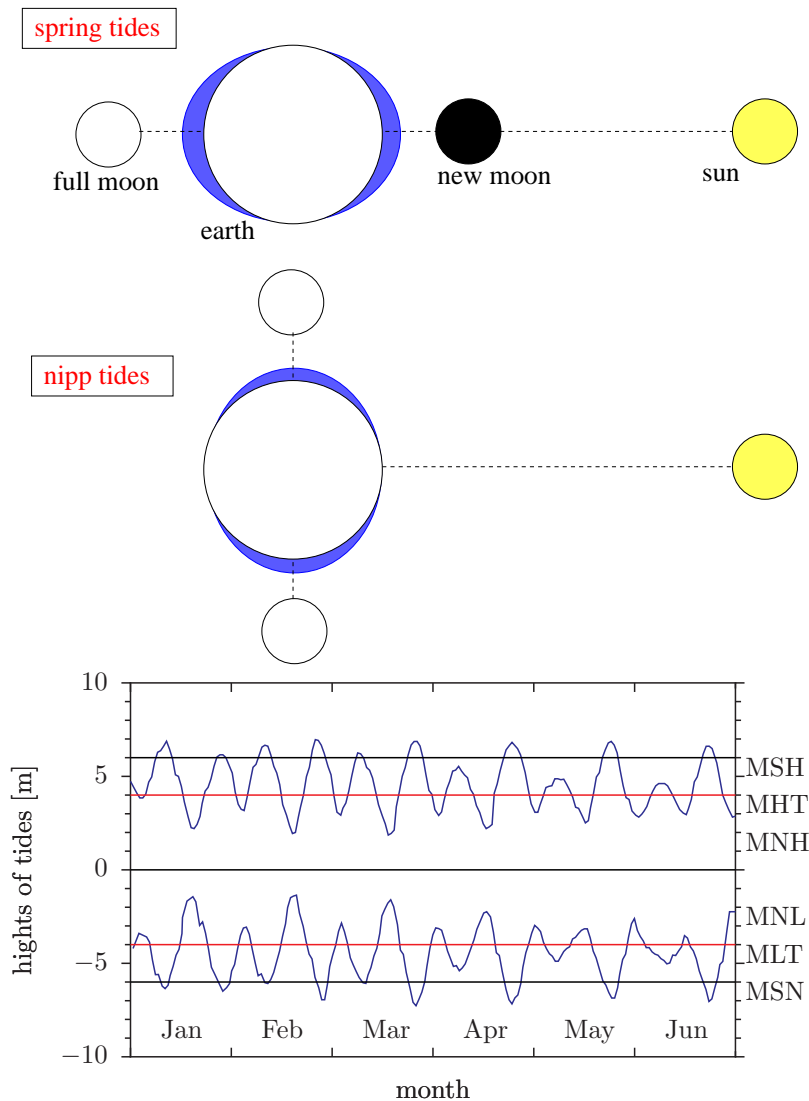 spring tides
full moon
new moon
sun
earth
nipp tides
10
5
0
−5
−10
hights of tides [m]
MSH
MHT
MNH
MNL
MLT
MSN
Jan Feb Mar Apr May Jun
month